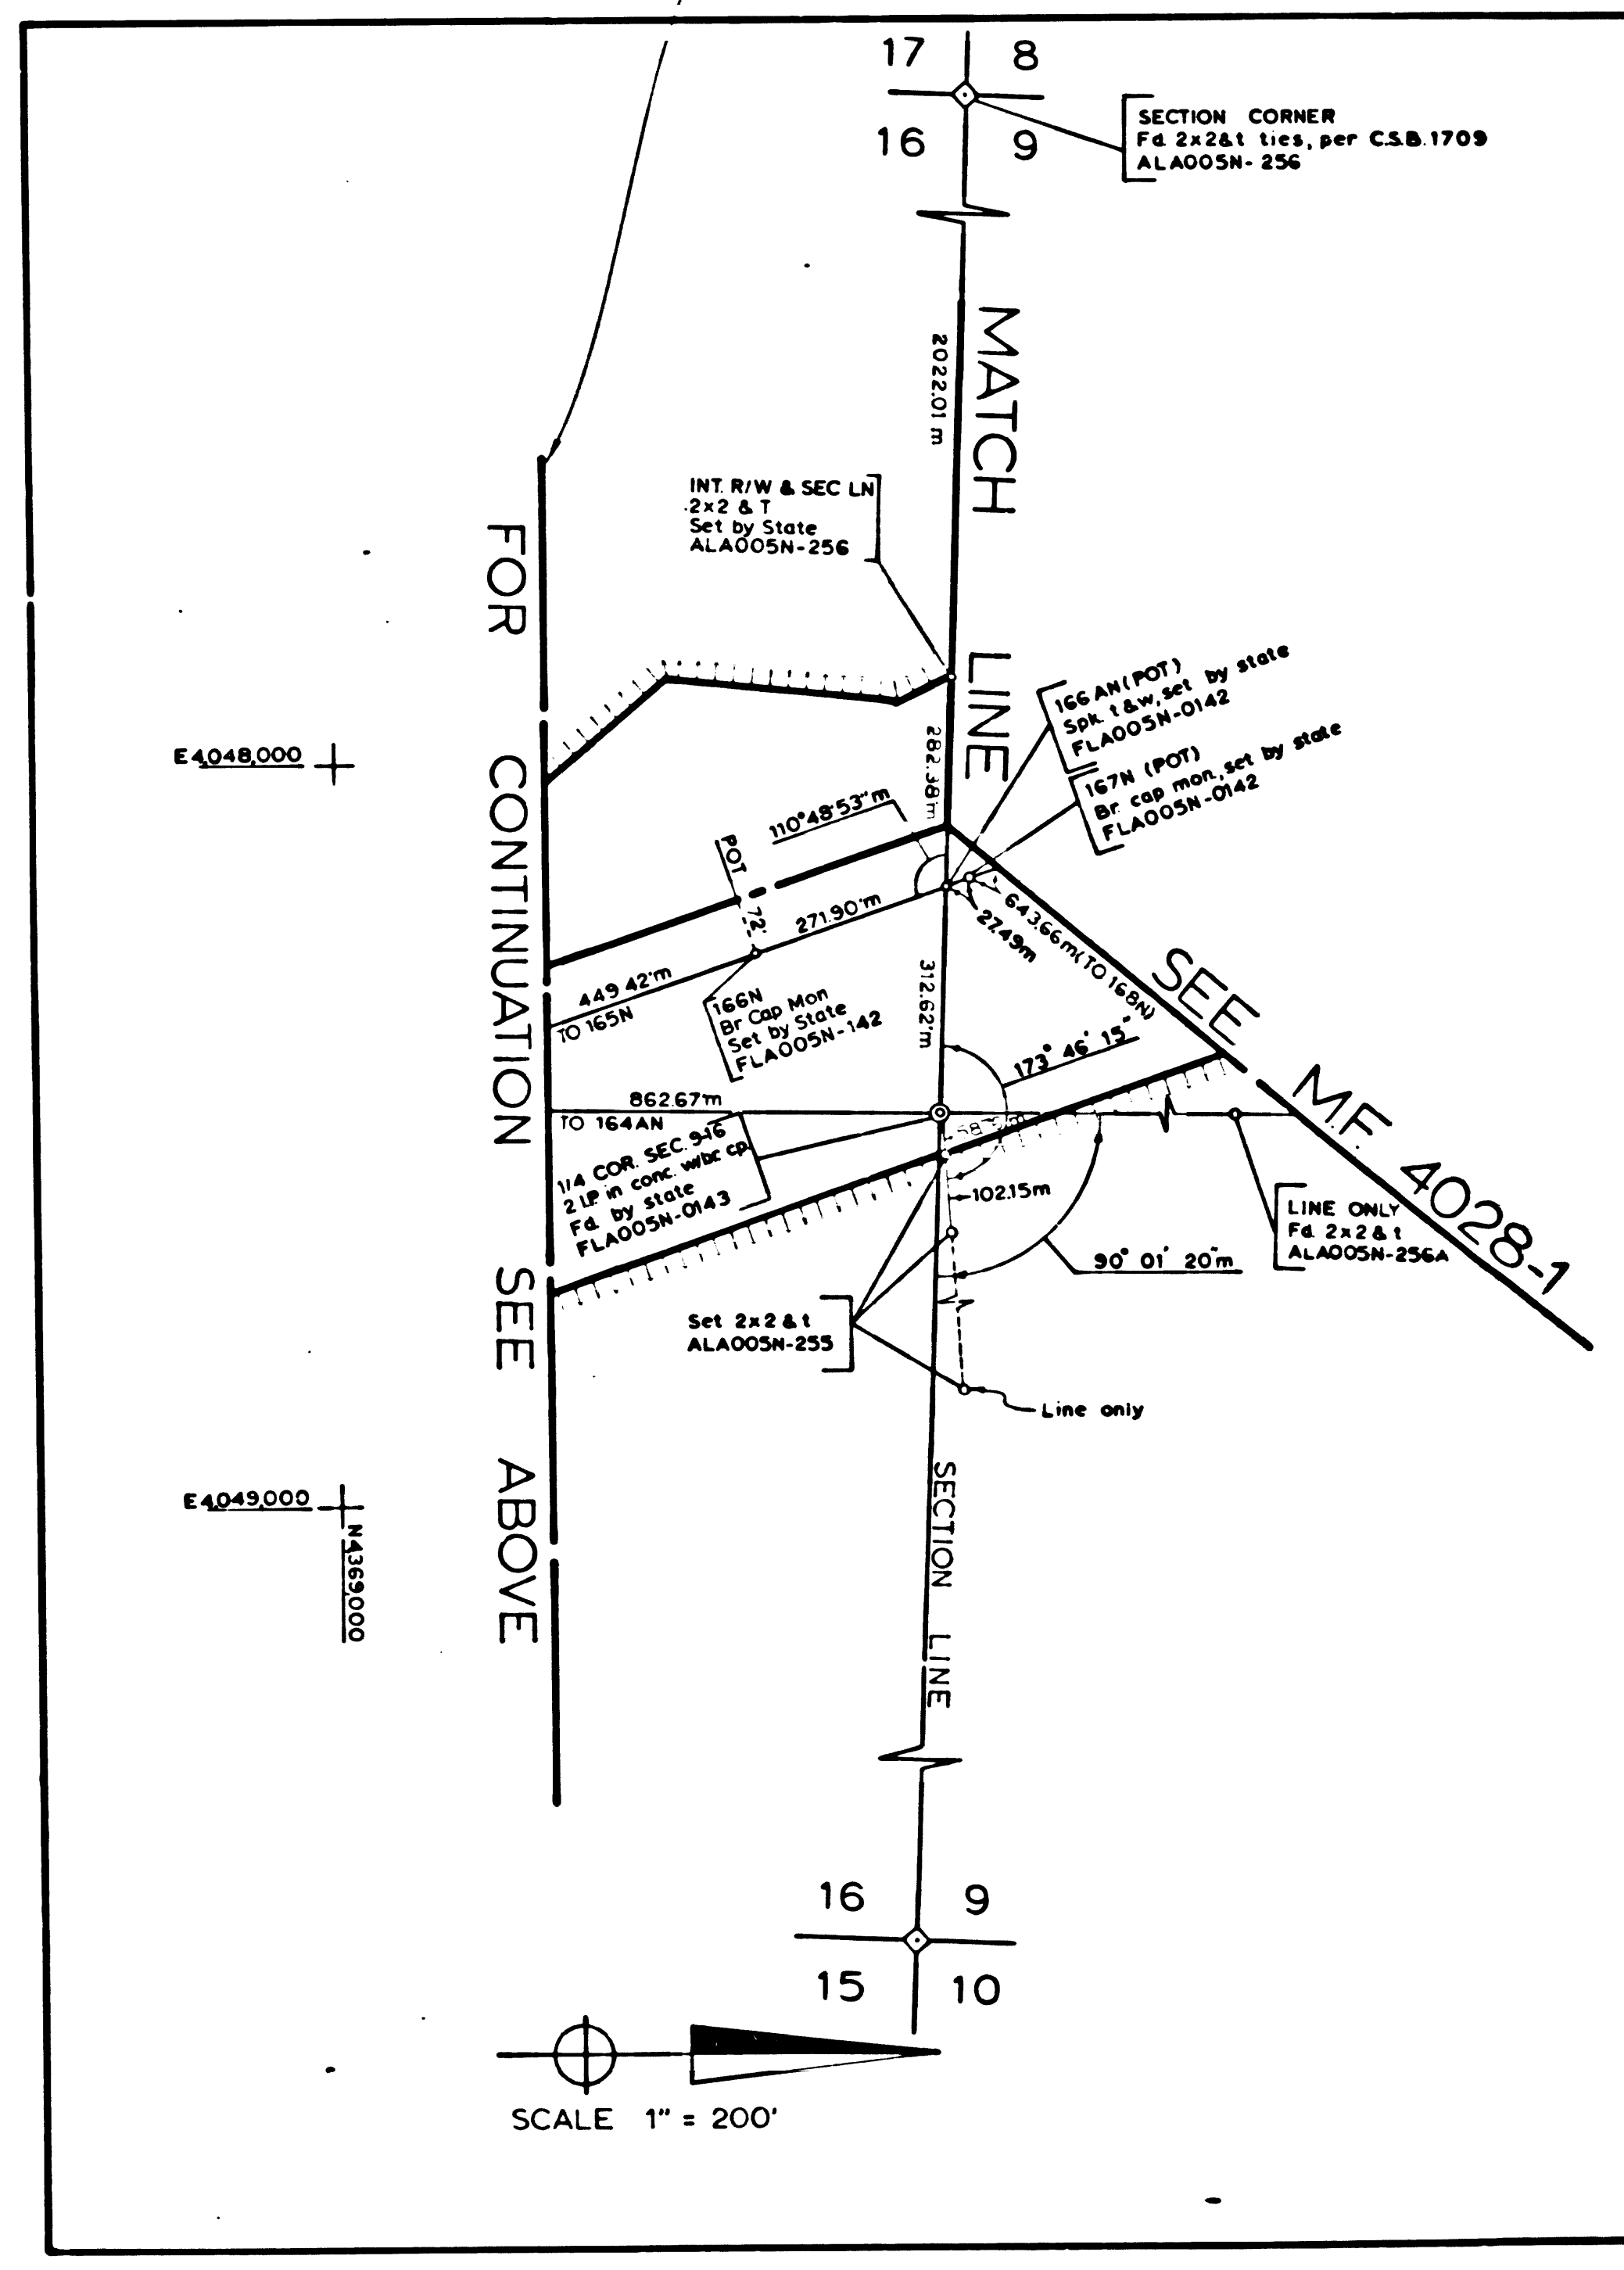 17 8
16 9
SECTION CORNER
Fd. 2x2&t ties, per C.S.B. 1709
ALA005N-256
MATCH LINE
2022.01 m
INT. R/W & SEC LN
2x2 & T
Set by State
ALA005N-256
FOR CONTINUATION SEE ABOVE
166 AN (POT)
Spk. t &w, set by state
FLA005N-0142
167N (POT)
Br. cap mon., set by state
FLA005N-0142
E4,048,000
282.38'm
110°48'53"m
POT
72'
271.90'm
27.49m
643.66m (TO 168N)
449.42'm
TO 165N
166N
Br Cap Mon
Set by State
FLA005N-142
312.62'm
SEE M.F. 4028-1
173° 46' 15"
862.67'm
TO 164AN
1/4 COR. SEC. 9-16
2 I.P. in conc. w/br cp.
Fd. by state
FLA005N-0143
102.15m
LINE ONLY
Fd. 2x2 & t
ALA005N-256A
90° 01' 20"m
Set 2x2 & t
ALA005N-255
Line only
SECTION LINE
E4,049,000
N4369,000
16 9
15 10
SCALE 1" = 200'